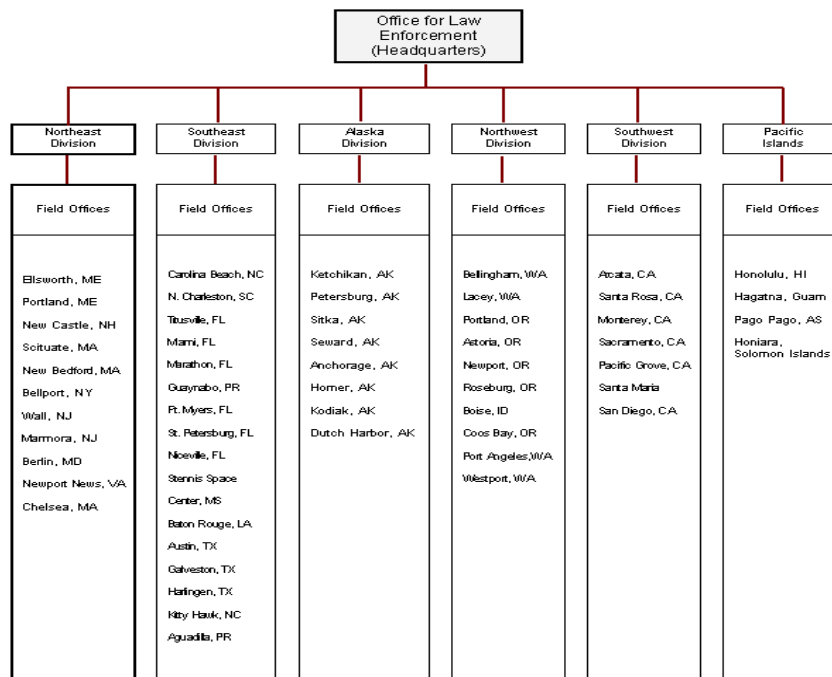 Office for Law
Enforcement
(Headquarters)
Northeast
Division
Southeast
Division
Alaska
Division
Northwest
Division
Southwest
Division
Pacific
Islands
Field Offices
Ellsworth, ME
Portland, ME
New Castle, NH
Scituate, MA
New Bedford, MA
Bellport, NY
Wall, NJ
Marmora, NJ
Berlin, MD
Newport News, VA
Chelsea, MA
Field Offices
Carolina Beach, NC
N. Charleston, SC
Titusville, FL
Miami, FL
Marathon, FL
Guaynabo, PR
Ft. Myers, FL
St. Petersburg, FL
Niceville, FL
Stennis Space
Center, MS
Baton Rouge, LA
Austin, TX
Galveston, TX
Harlingen, TX
Kitty Hawk, NC
Aguadilla, PR
Field Offices
Ketchikan, AK
Petersburg, AK
Sitka, AK
Seward, AK
Anchorage, AK
Homer, AK
Kodiak, AK
Dutch Harbor, AK
Field Offices
Bellingham, WA
Lacey, WA
Portland, OR
Astoria, OR
Newport, OR
Roseburg, OR
Boise, ID
Coos Bay, OR
Port Angeles,WA
Westport, WA
Field Offices
Arcata, CA
Santa Rosa, CA
Monterey, CA
Sacramento, CA
Pacific Grove, CA
Santa Maria
San Diego, CA
Field Offices
Honolulu, HI
Hagatna, Guam
Pago Pago, AS
Honiara,
Solomon Islands